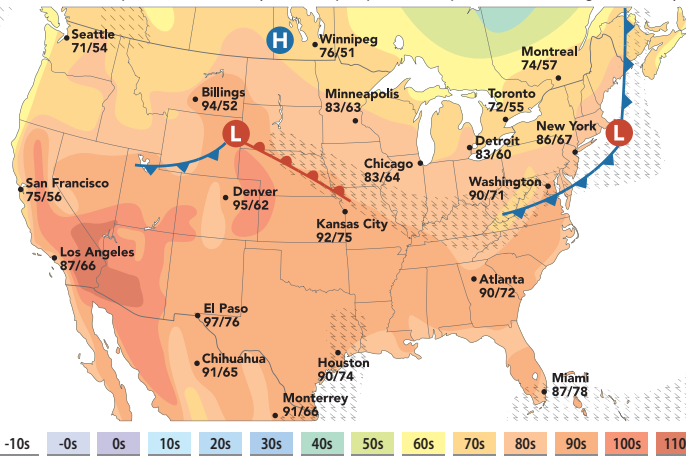 Seattle
71/54
H
Winnipeg
76/51
Montreal
74/57
Billings
94/52
Minneapolis
83/63
Toronto
72/55
L
New York
86/67
L
Detroit
83/60
Chicago
83/64
San Francisco
75/56
Denver
95/62
Washington
90/71
Kansas City
92/75
Los Angeles
87/66
Atlanta
90/72
El Paso
97/76
Chihuahua
91/65
Houston
90/74
Miami
87/78
Monterrey
91/66
-10s -0s 0s 10s 20s 30s 40s 50s 60s 70s 80s 90s 100s 110